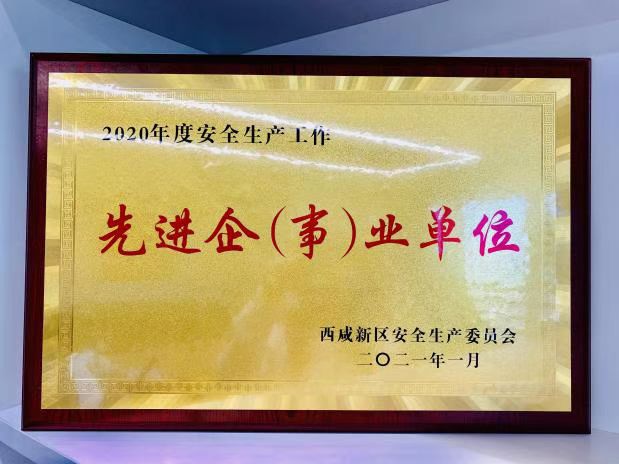 2020年度安全生产工作
先进企(事)业单位
西咸新区安全生产委员会
二〇二一年一月